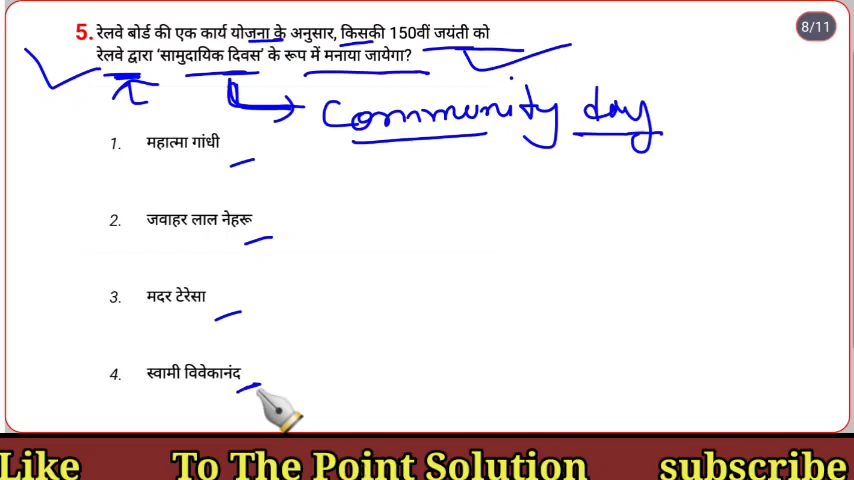 5. रेलवे बोर्ड की एक कार्य योजना के अनुसार, किसकी 150वीं जयंती को
रेलवे द्वारा 'सामुदायिक दिवस' के रूप में मनाया जायेगा?
8/11
Community day
1. महात्मा गांधी
2. जवाहर लाल नेहरू
3. मदर टेरेसा
4. स्वामी विवेकानंद
Like To The Point Solution subscribe